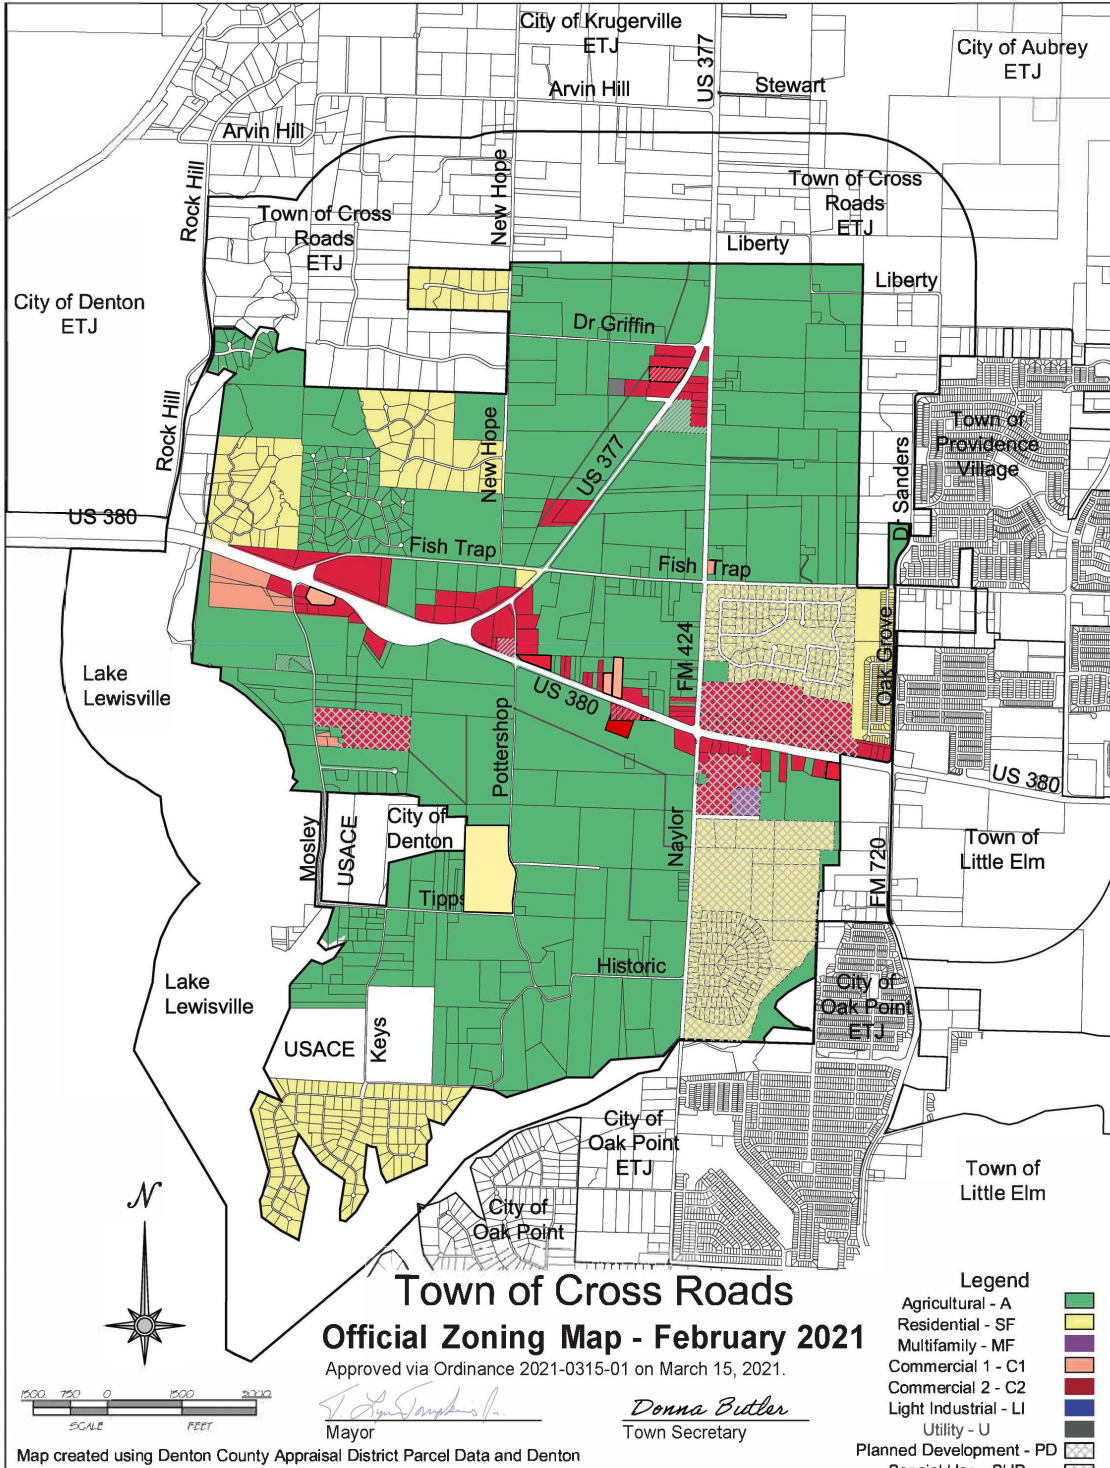 City of Krugerville
ETJ
US 377
City of Aubrey
ETJ
Arvin Hill
Stewart
Arvin Hill
Rock Hill
New Hope
Town of Cross
Roads
ETJ
Town of Cross
Roads
ETJ
Liberty
Liberty
City of Denton
ETJ
Dr Griffin
Rock Hill
New Hope
US 377
Dr Sanders
Town of
Providence
Village
US 380
Fish Trap
Fish Trap
FM 424
Oak Grove
Lake
Lewisville
US 380
Pottershop
US 380
Mosley
USACE
City of
Denton
Naylor
FM 720
Town of
Little Elm
Tipps
Historic
Lake
Lewisville
City of
Oak Point
ETJ
USACE
Keys
City of
Oak Point
ETJ
Town of
Little Elm
City of
Oak Point
N
Town of Cross Roads
Official Zoning Map - February 2021
Approved via Ordinance 2021-0315-01 on March 15, 2021.
Mayor
Donna Butler
Town Secretary
1500 750 0 1500 3000
SCALE FEET
Map created using Denton County Appraisal District Parcel Data and Denton
Legend
Agricultural - A
Residential - SF
Multifamily - MF
Commercial 1 - C1
Commercial 2 - C2
Light Industrial - LI
Utility - U
Planned Development - PD